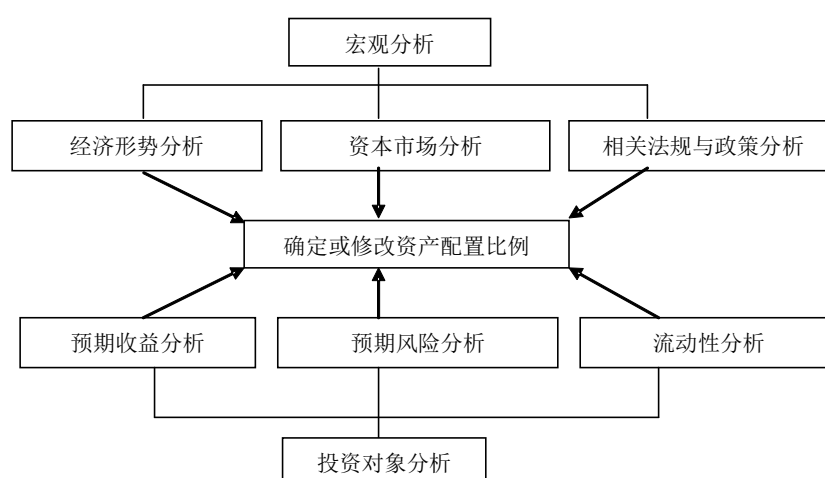 宏观分析
经济形势分析
资本市场分析
相关法规与政策分析
确定或修改资产配置比例
预期收益分析
预期风险分析
流动性分析
投资对象分析